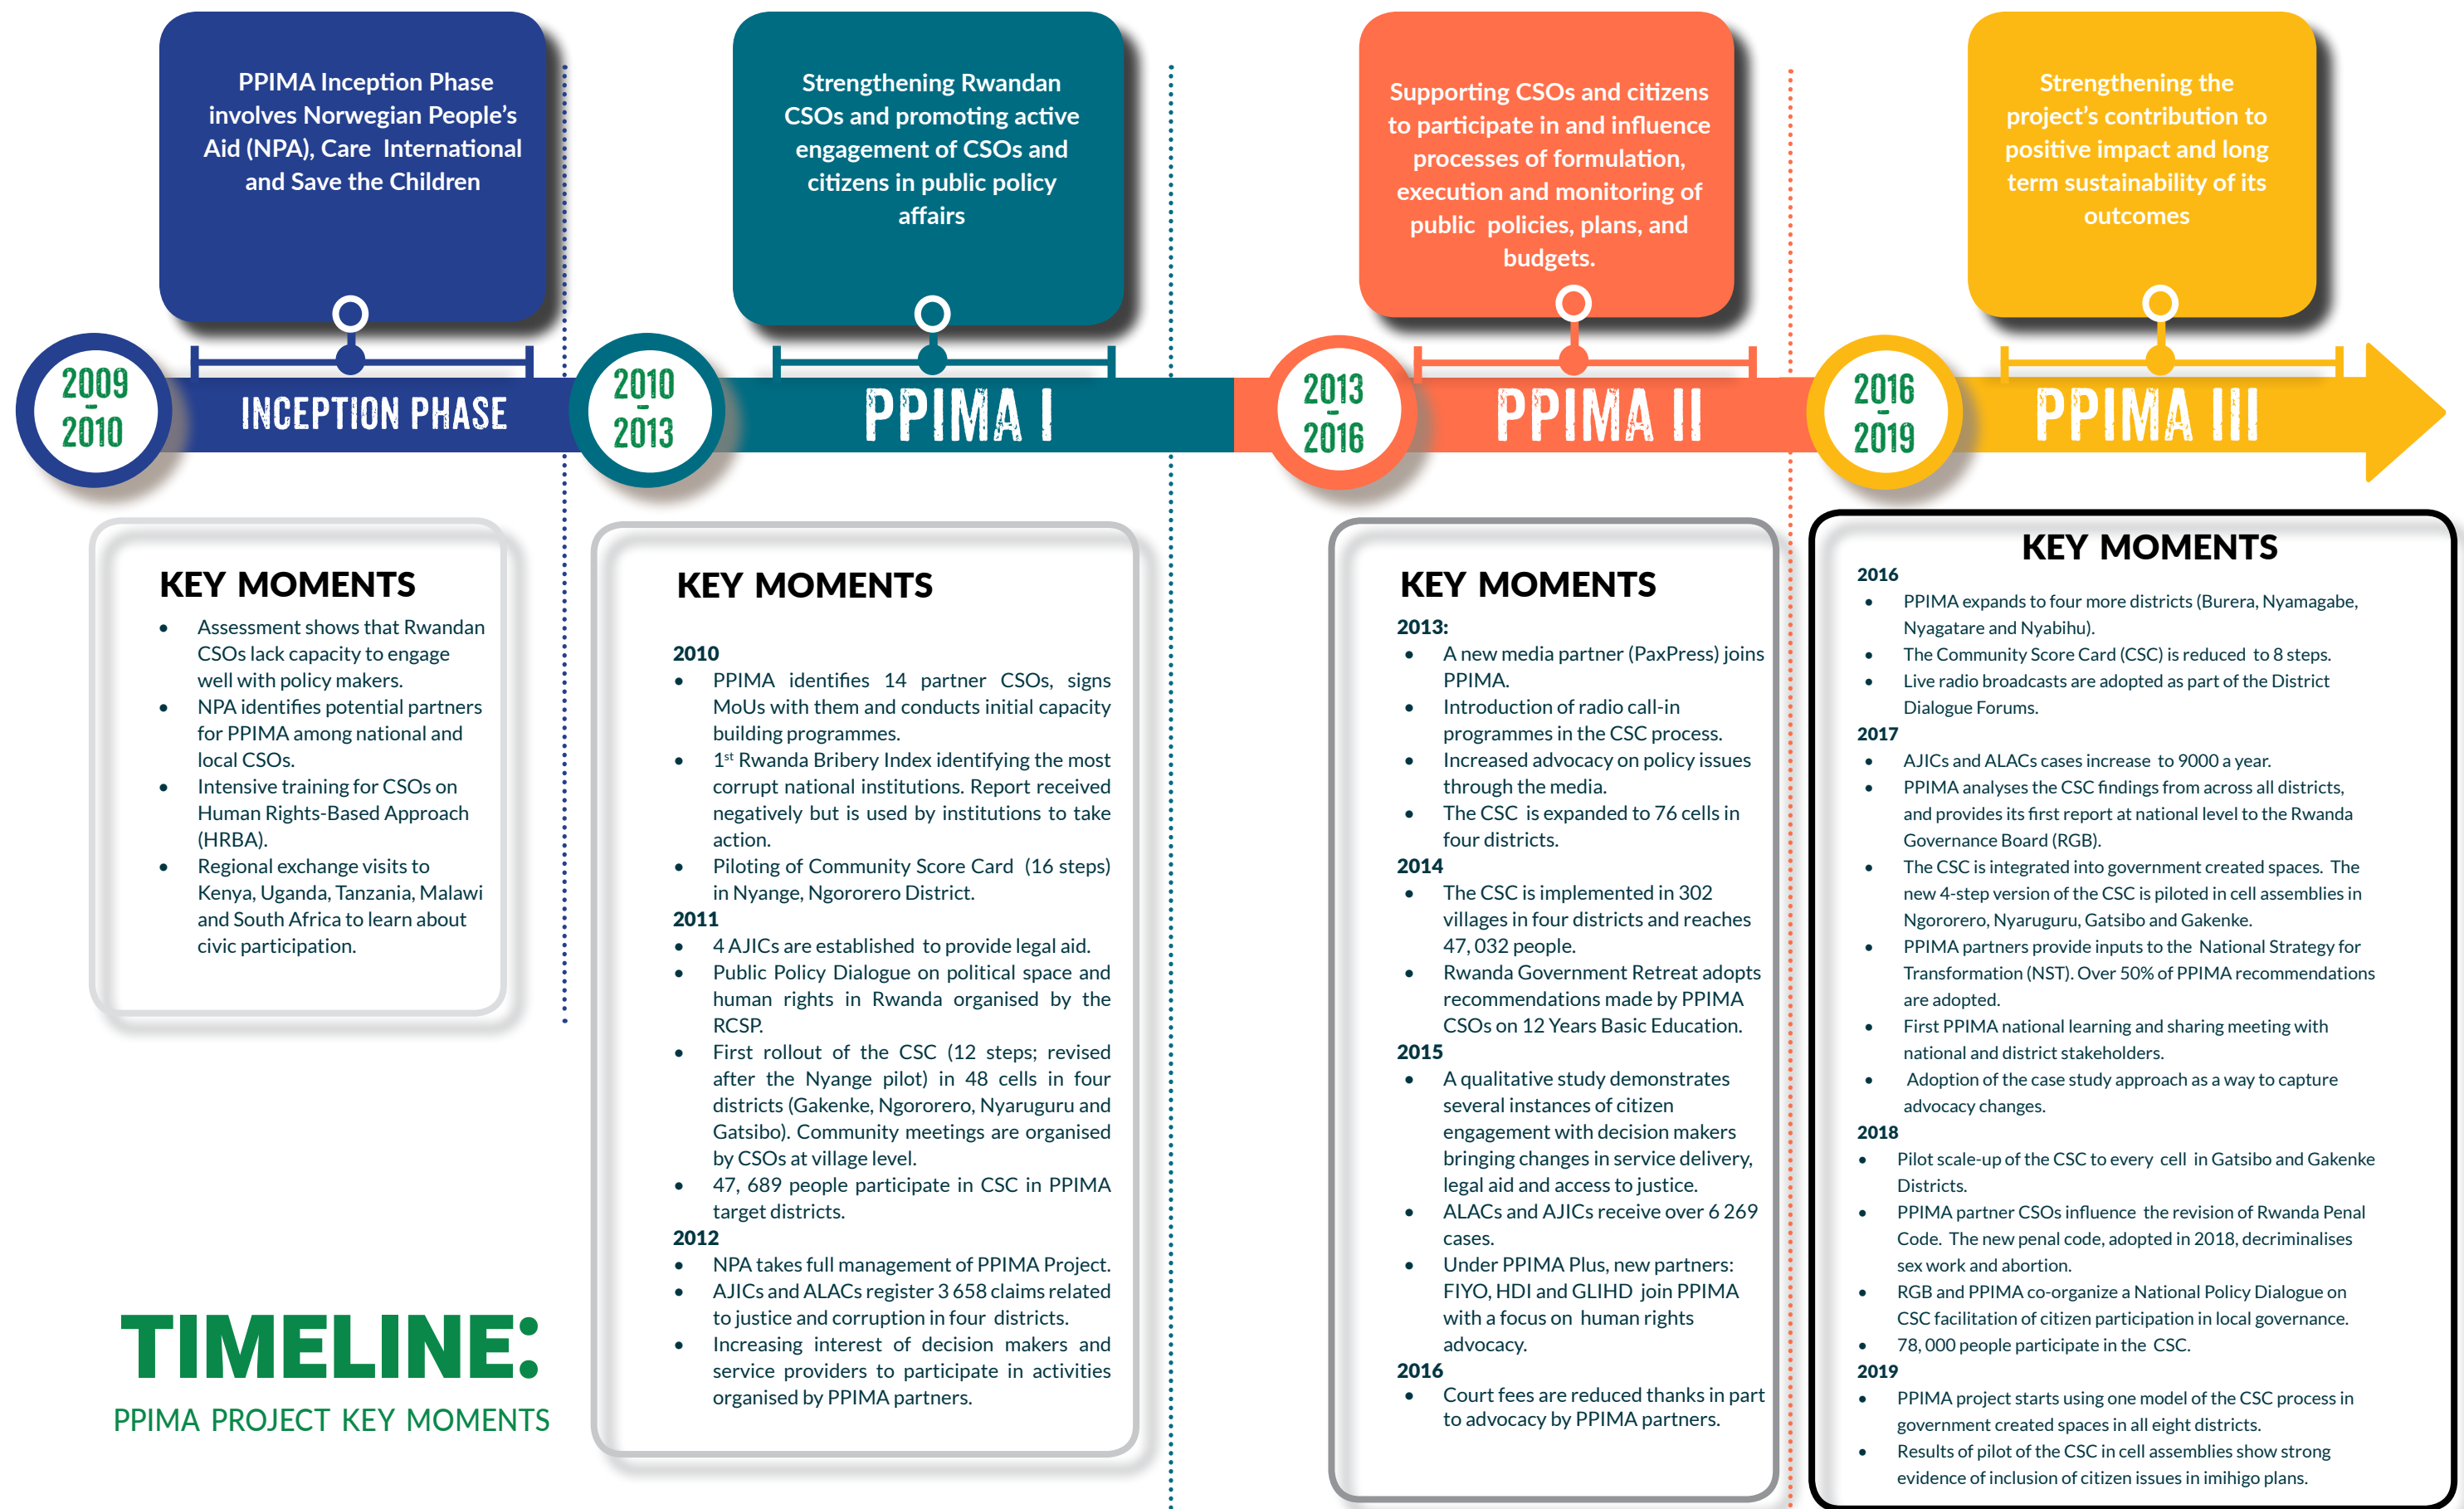 PPIMA Inception Phase
involves Norwegian People's
Aid (NPA), Care International
and Save the Children
Strengthening Rwandan
CSOs and promoting active
engagement of CSOs and
citizens in public policy
affairs
Supporting CSOs and citizens
to participate in and influence
processes of formulation,
execution and monitoring of
public policies, plans, and
budgets.
Strengthening the
project's contribution to
positive impact and long
term sustainability of its
outcomes
2009
-
2010
INCEPTION PHASE
2010
-
2013
PPIMA I
2013
-
2016
PPIMA II
2016
-
2019
PPIMA III
KEY MOMENTS
• Assessment shows that Rwandan
CSOs lack capacity to engage
well with policy makers.
• NPA identifies potential partners
for PPIMA among national and
local CSOs.
• Intensive training for CSOs on
Human Rights-Based Approach
(HRBA).
• Regional exchange visits to
Kenya, Uganda, Tanzania, Malawi
and South Africa to learn about
civic participation.
KEY MOMENTS
2010
• PPIMA identifies 14 partner CSOs, signs
MoUs with them and conducts initial capacity
building programmes.
• 1st Rwanda Bribery Index identifying the most
corrupt national institutions. Report received
negatively but is used by institutions to take
action.
• Piloting of Community Score Card (16 steps)
in Nyange, Ngororero District.
2011
• 4 AJICs are established to provide legal aid.
• Public Policy Dialogue on political space and
human rights in Rwanda organised by the
RCSP.
• First rollout of the CSC (12 steps; revised
after the Nyange pilot) in 48 cells in four
districts (Gakenke, Ngororero, Nyaruguru and
Gatsibo). Community meetings are organised
by CSOs at village level.
• 47, 689 people participate in CSC in PPIMA
target districts.
2012
• NPA takes full management of PPIMA Project.
• AJICs and ALACs register 3 658 claims related
to justice and corruption in four districts.
• Increasing interest of decision makers and
service providers to participate in activities
organised by PPIMA partners.
KEY MOMENTS
2013:
• A new media partner (PaxPress) joins
PPIMA.
• Introduction of radio call-in
programmes in the CSC process.
• Increased advocacy on policy issues
through the media.
• The CSC is expanded to 76 cells in
four districts.
2014
• The CSC is implemented in 302
villages in four districts and reaches
47, 032 people.
• Rwanda Government Retreat adopts
recommendations made by PPIMA
CSOs on 12 Years Basic Education.
2015
• A qualitative study demonstrates
several instances of citizen
engagement with decision makers
bringing changes in service delivery,
legal aid and access to justice.
• ALACs and AJICs receive over 6 269
cases.
• Under PPIMA Plus, new partners:
FIYO, HDI and GLIHD join PPIMA
with a focus on human rights
advocacy.
2016
• Court fees are reduced thanks in part
to advocacy by PPIMA partners.
KEY MOMENTS
2016
• PPIMA expands to four more districts (Burera, Nyamagabe,
Nyagatare and Nyabihu).
• The Community Score Card (CSC) is reduced to 8 steps.
• Live radio broadcasts are adopted as part of the District
Dialogue Forums.
2017
• AJICs and ALACs cases increase to 9000 a year.
• PPIMA analyses the CSC findings from across all districts,
and provides its first report at national level to the Rwanda
Governance Board (RGB).
• The CSC is integrated into government created spaces. The
new 4-step version of the CSC is piloted in cell assemblies in
Ngororero, Nyaruguru, Gatsibo and Gakenke.
• PPIMA partners provide inputs to the National Strategy for
Transformation (NST). Over 50% of PPIMA recommendations
are adopted.
• First PPIMA national learning and sharing meeting with
national and district stakeholders.
• Adoption of the case study approach as a way to capture
advocacy changes.
2018
• Pilot scale-up of the CSC to every cell in Gatsibo and Gakenke
Districts.
• PPIMA partner CSOs influence the revision of Rwanda Penal
Code. The new penal code, adopted in 2018, decriminalises
sex work and abortion.
• RGB and PPIMA co-organize a National Policy Dialogue on
CSC facilitation of citizen participation in local governance.
• 78, 000 people participate in the CSC.
2019
• PPIMA project starts using one model of the CSC process in
government created spaces in all eight districts.
• Results of pilot of the CSC in cell assemblies show strong
evidence of inclusion of citizen issues in imihigo plans.
TIMELINE:
PPIMA PROJECT KEY MOMENTS